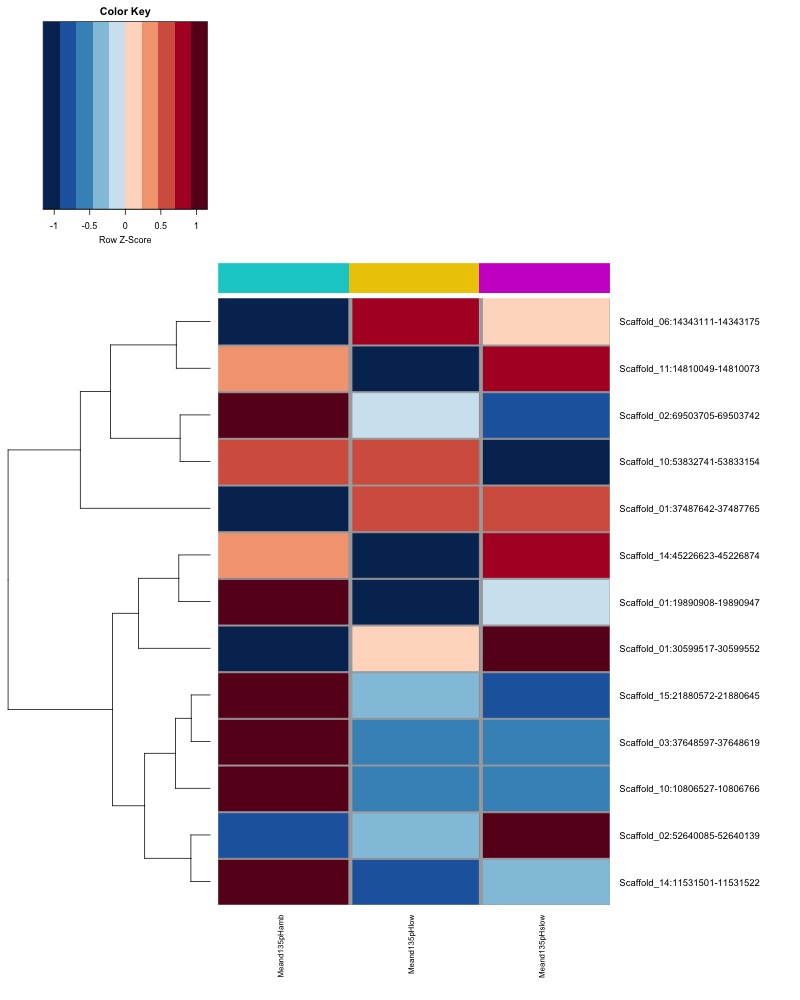 Color Key
-1 -0.5 0 0.5 1
Row Z-Score
Scaffold_06:14343111-14343175
Scaffold_11:14810049-14810073
Scaffold_02:69503705-69503742
Scaffold_10:53832741-53833154
Scaffold_01:37487642-37487765
Scaffold_14:45226623-45226874
Scaffold_01:19890908-19890947
Scaffold_01:30599517-30599552
Scaffold_15:21880572-21880645
Scaffold_03:37648597-37648619
Scaffold_10:10806527-10806766
Scaffold_02:52640085-52640139
Scaffold_14:11531501-11531522
Meand135pHamb
Meand135pHlow
Meand135pHslow